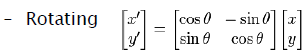 - Rotating [x′ y′] = [cos θ − sin θ sin θ cos θ] [x y]